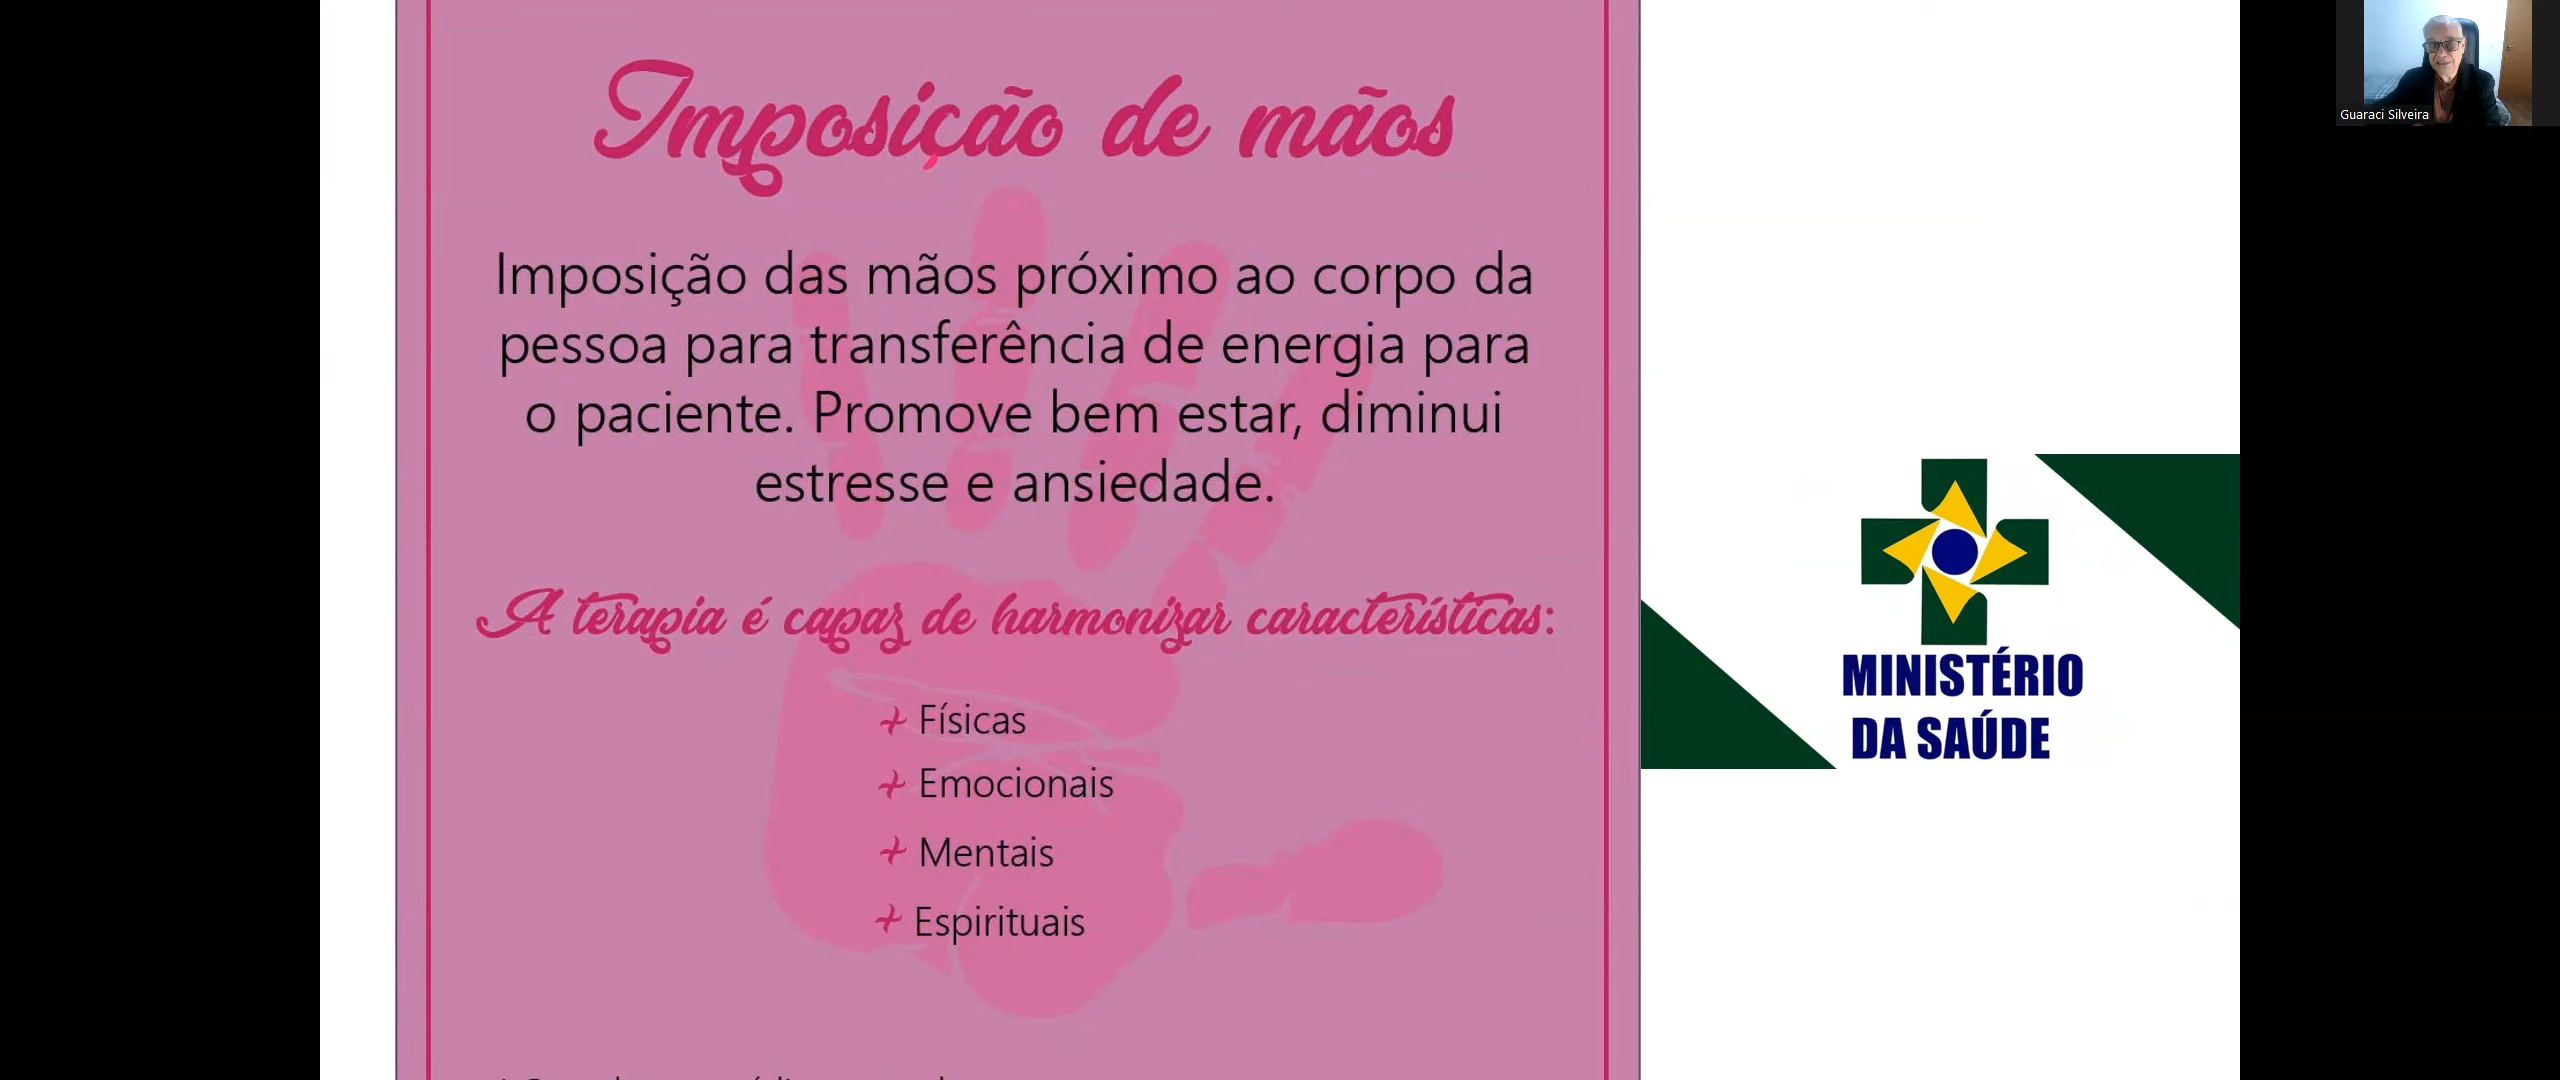 Imposição de mãos
Imposição das mãos próximo ao corpo da
pessoa para transferência de energia para
o paciente. Promove bem estar, diminui
estresse e ansiedade.
A terapia é capaz de harmonizar características:
+ Físicas
+ Emocionais
+ Mentais
+ Espirituais
MINISTÉRIO
DA SAÚDE
Guaraci Silveira